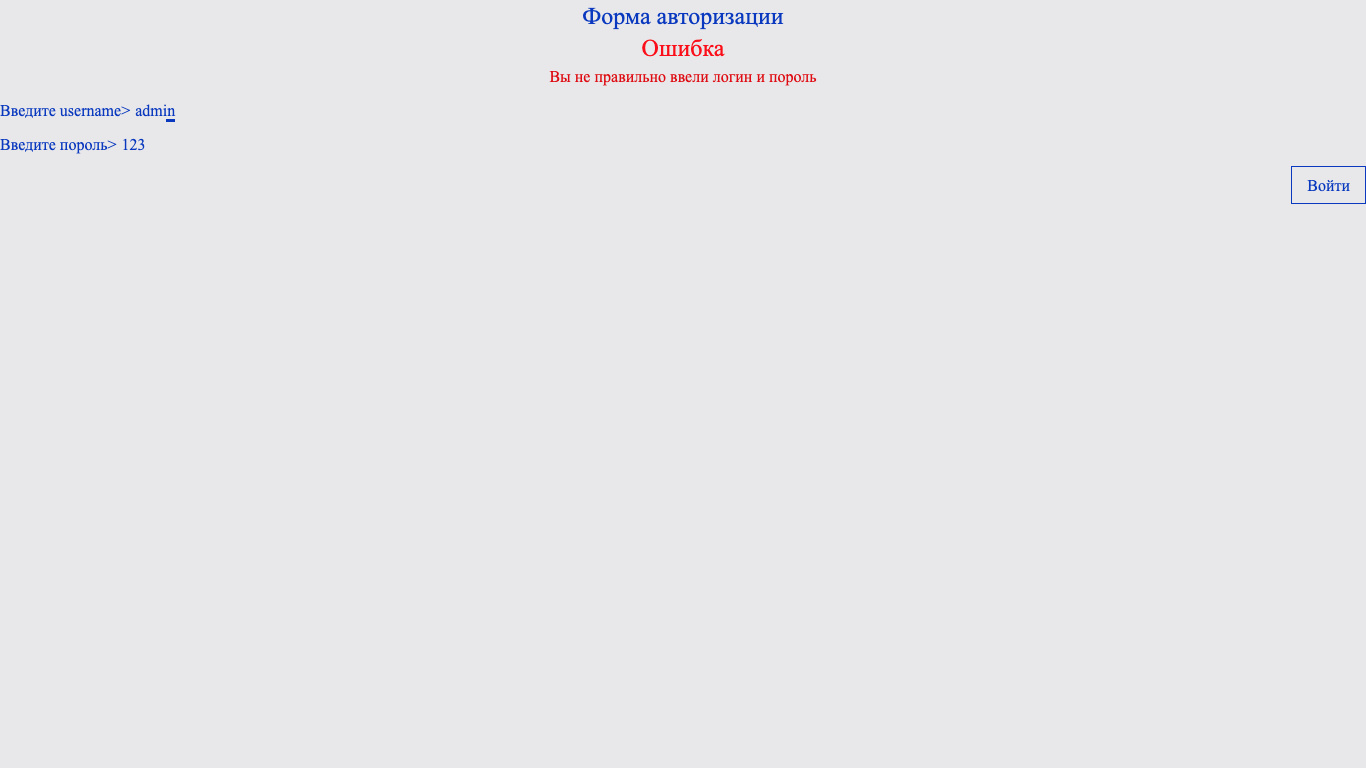 Форма авторизации
Ошибка
Вы не правильно ввели логин и пороль
Введите username> admin
Введите пороль> 123
Войти